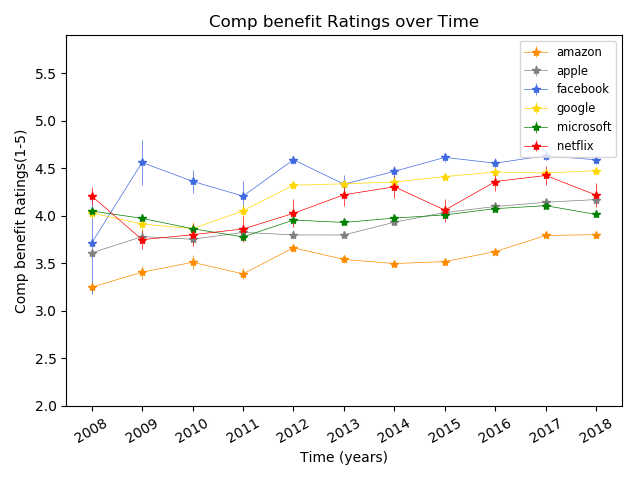 Comp benefit Ratings over Time
amazon
apple
facebook
google
microsoft
netflix
Comp benefit Ratings(1-5)
5.5
5.0
4.5
4.0
3.5
3.0
2.5
2.0
2008
2009
2010
2011
2012
2013
2014
2015
2016
2017
2018
Time (years)